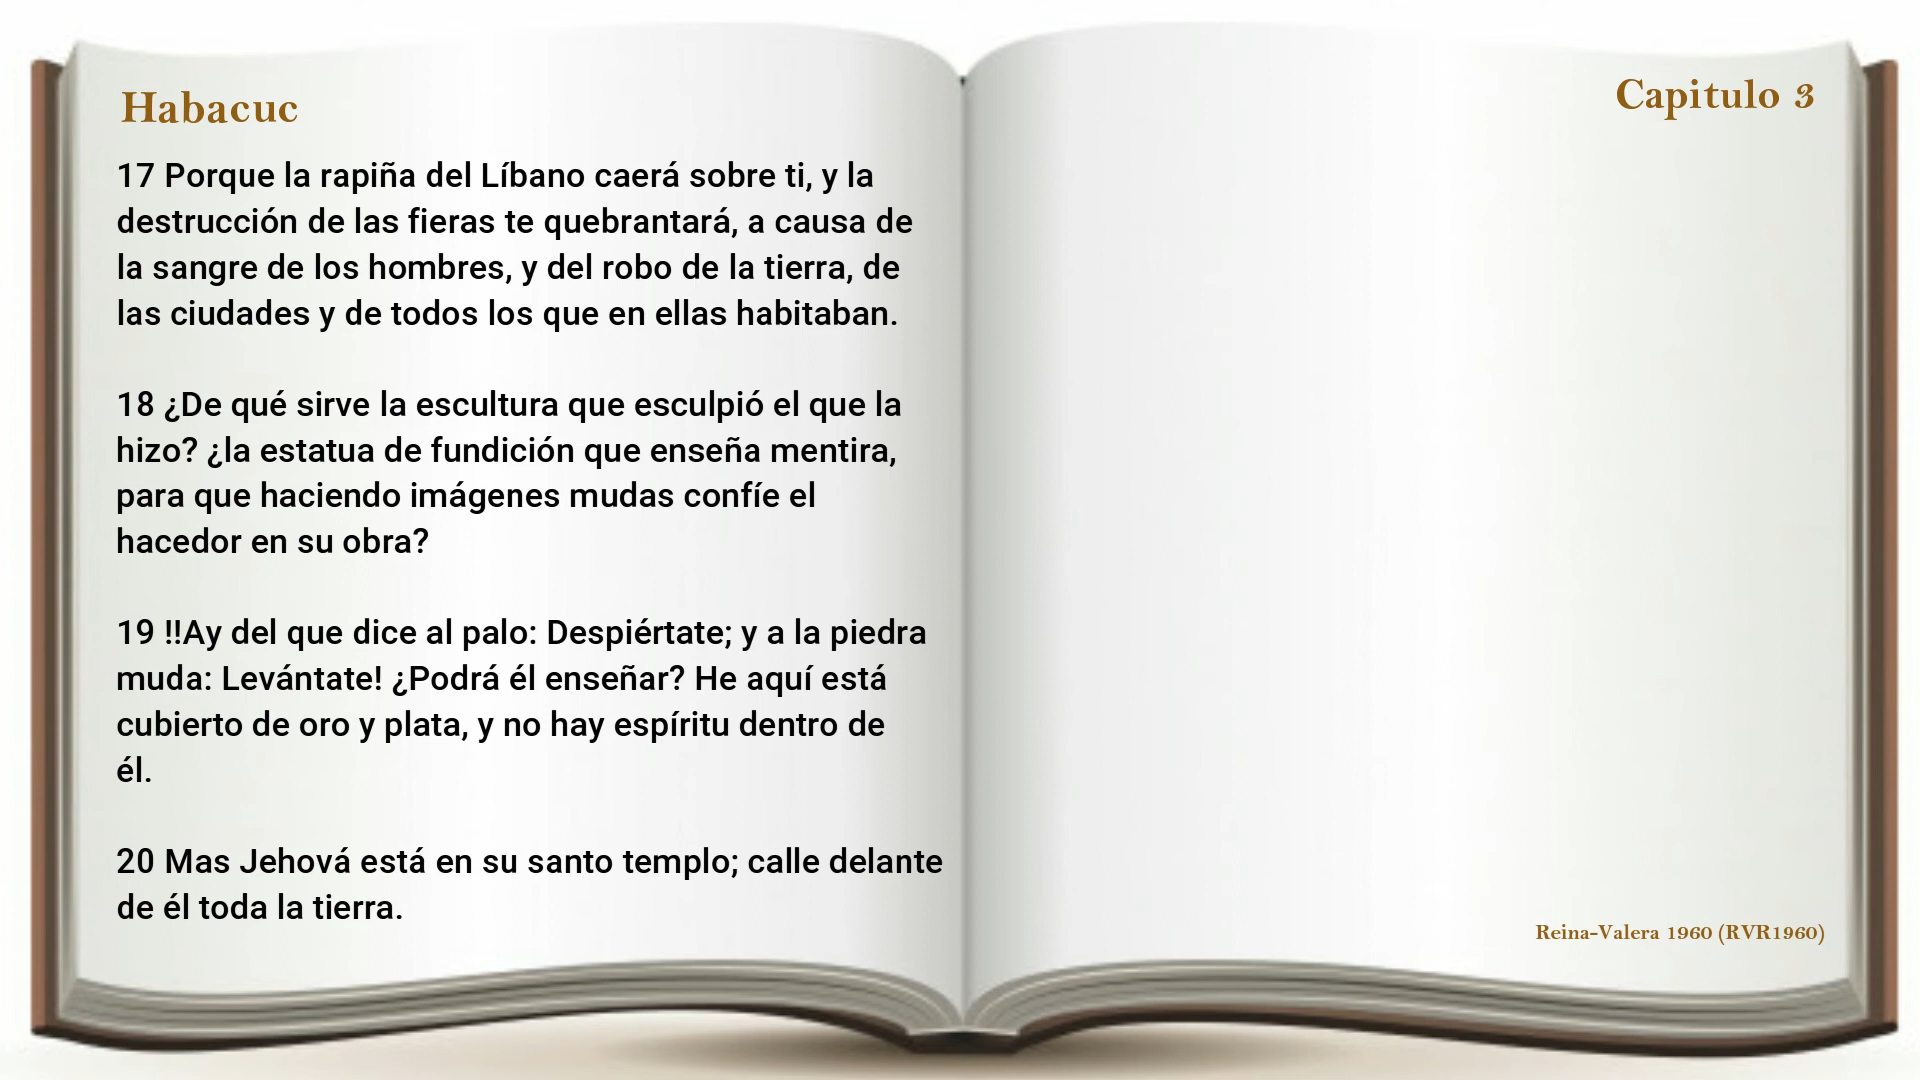 Habacuc
Capitulo 3
17 Porque la rapiña del Líbano caerá sobre ti, y la
destrucción de las fieras te quebrantará, a causa de
la sangre de los hombres, y del robo de la tierra, de
las ciudades y de todos los que en ellas habitaban.
18 ¿De qué sirve la escultura que esculpió el que la
hizo? ¿la estatua de fundición que enseña mentira,
para que haciendo imágenes mudas confíe el
hacedor en su obra?
19 !!Ay del que dice al palo: Despiértate; y a la piedra
muda: Levántate! ¿Podrá él enseñar? He aquí está
cubierto de oro y plata, y no hay espíritu dentro de
él.
20 Mas Jehová está en su santo templo; calle delante
de él toda la tierra.
Reina-Valera 1960 (RVR1960)